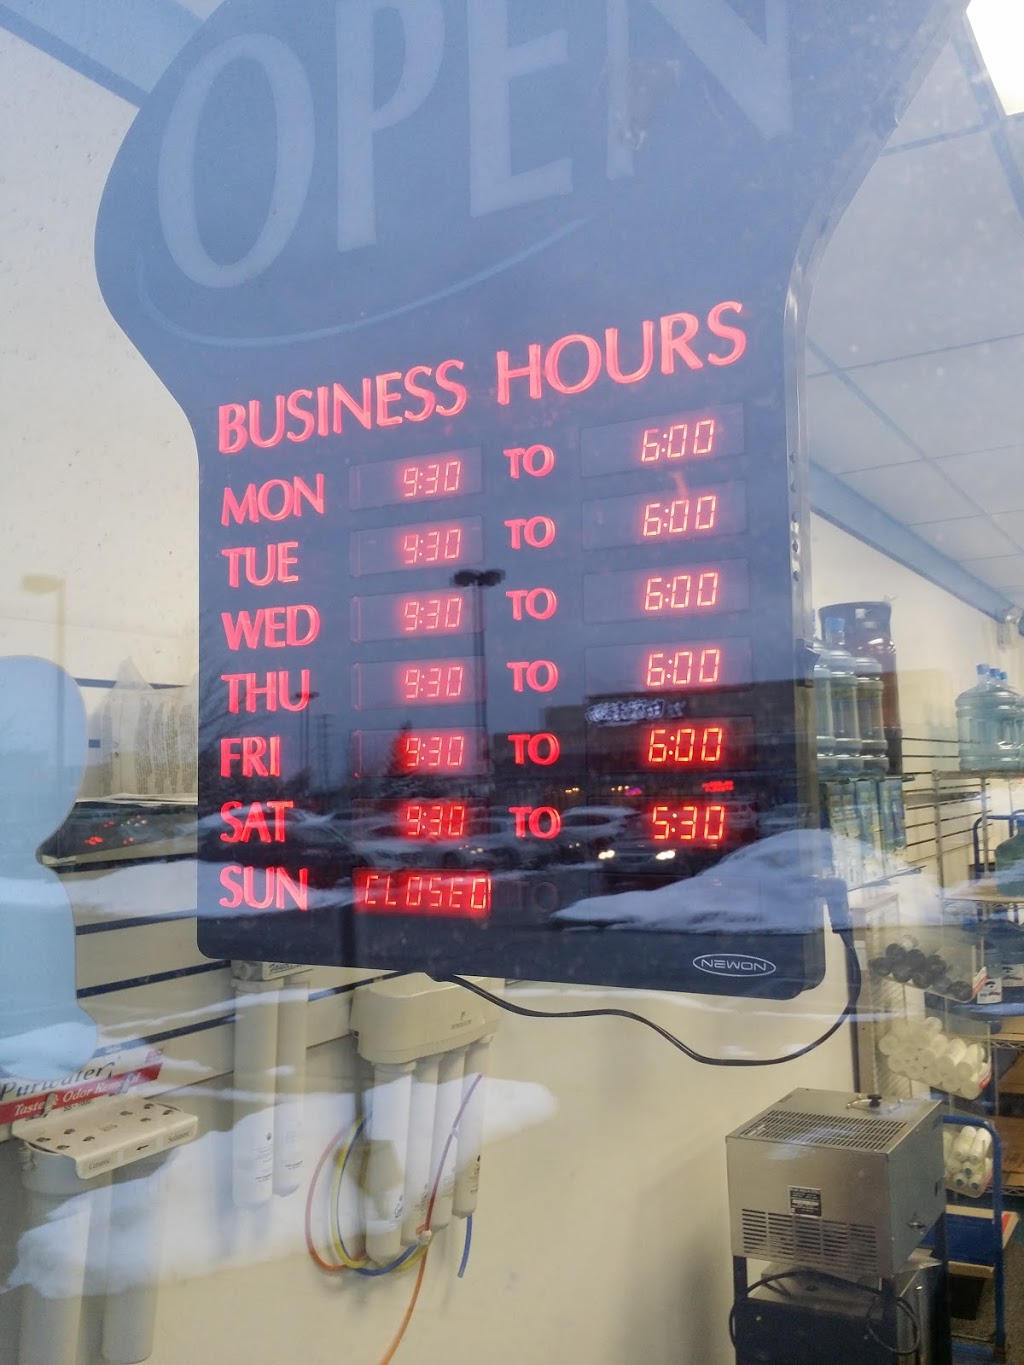 OPEN
BUSINESS HOURS
MON 9:30 TO 6:00
TUE 9:30 TO 6:00
WED 9:30 TO 6:00
THU 9:30 TO 6:00
FRI 9:30 TO 6:00
SAT 9:30 TO 5:30
SUN CLOSED TO
NEWON
Taste & Odor